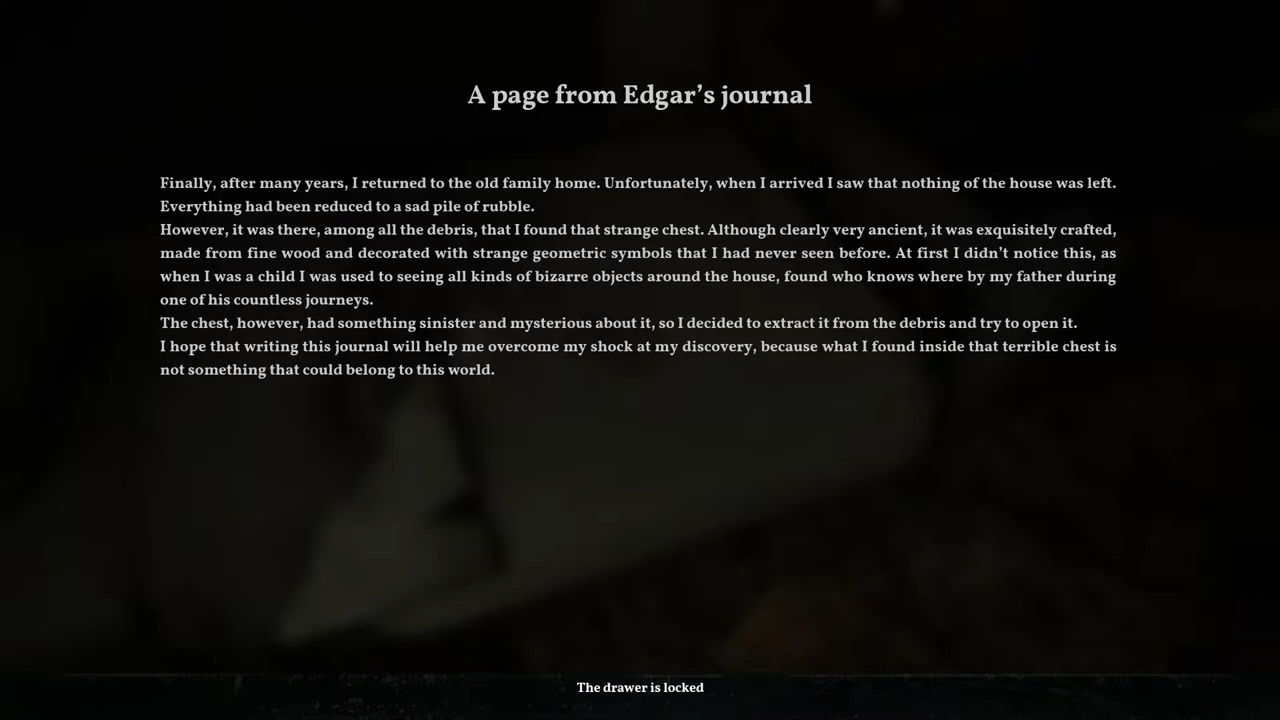 A page from Edgar's journal
Finally, after many years, I returned to the old family home. Unfortunately, when I arrived I saw that nothing of the house was left.
Everything had been reduced to a sad pile of rubble.
However, it was there, among all the debris, that I found that strange chest. Although clearly very ancient, it was exquisitely crafted,
made from fine wood and decorated with strange geometric symbols that I had never seen before. At first I didn't notice this, as
when I was a child I was used to seeing all kinds of bizarre objects around the house, found who knows where by my father during
one of his countless journeys.
The chest, however, had something sinister and mysterious about it, so I decided to extract it from the debris and try to open it.
I hope that writing this journal will help me overcome my shock at my discovery, because what I found inside that terrible chest is
not something that could belong to this world.
The drawer is locked